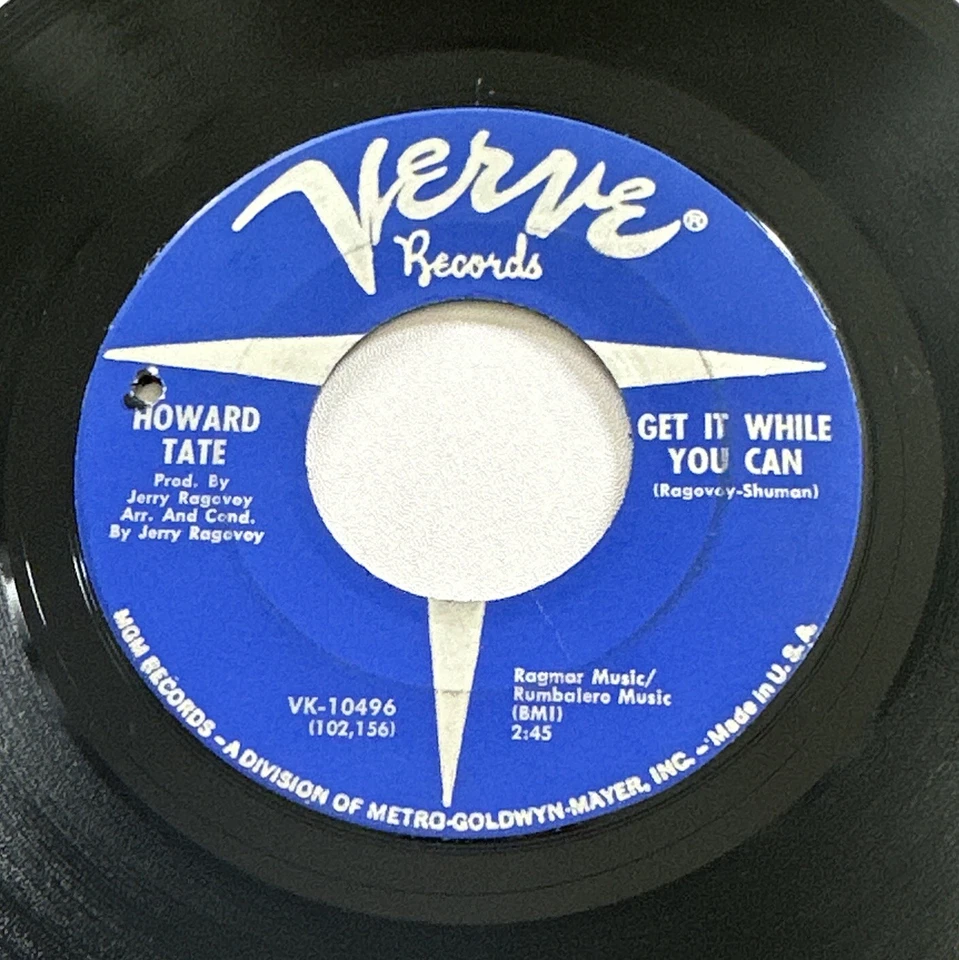 Verve®
Records
HOWARD
TATE
Prod. By
Jerry Ragovoy
Arr. And Cond.
By Jerry Ragovoy
GET IT WHILE
YOU CAN
(Ragovoy-Shuman)
VK-10496
(102,156)
Ragmar Music/
Rumbalero Music
(BMI)
2:45
MGM RECORDS – A DIVISION OF METRO-GOLDWYN-MAYER, INC. – Made in U.S.A.